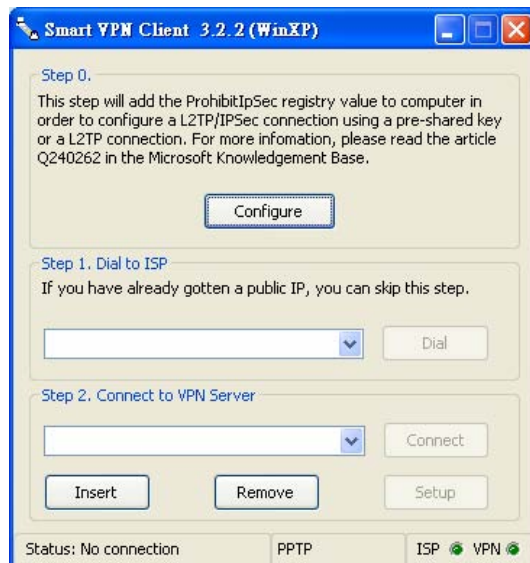 Smart VPN Client 3.2.2 (WinXP)
Step 0.
This step will add the ProhibitIpSec registry value to computer in
order to configure a L2TP/IPSec connection using a pre-shared key
or a L2TP connection. For more infomation, please read the article
Q240262 in the Microsoft Knowledgement Base.
Configure
Step 1. Dial to ISP
If you have already gotten a public IP, you can skip this step.
Dial
Step 2. Connect to VPN Server
Connect
Insert Remove Setup
Status: No connection PPTP ISP VPN